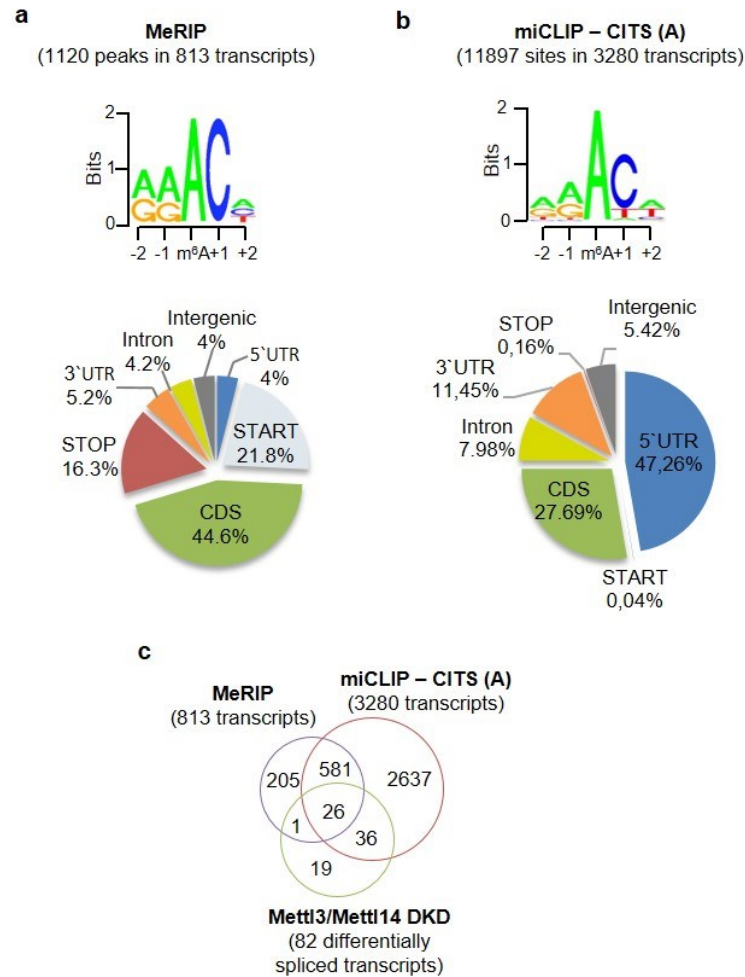 a
MeRIP
(1120 peaks in 813 transcripts)
2
1
0
Bits
A A A C A
G G C
T
-2 -1 m⁶A+1 +2
Intergenic
4%
Intron
4.2%
5`UTR
4%
3`UTR
5.2%
START
21.8%
STOP
16.3%
CDS
44.6%
b
miCLIP – CITS (A)
(11897 sites in 3280 transcripts)
2
1
0
Bits
A A A C A
G G T
-2 -1 m⁶A+1 +2
Intergenic
5.42%
STOP
0,16%
3`UTR
11,45%
Intron
7.98%
5`UTR
47,26%
CDS
27.69%
START
0,04%
c
miCLIP – CITS (A)
(3280 transcripts)
MeRIP
(813 transcripts)
205 581 2637
26
1 36
19
Mettl3/Mettl14 DKD
(82 differentially
spliced transcripts)